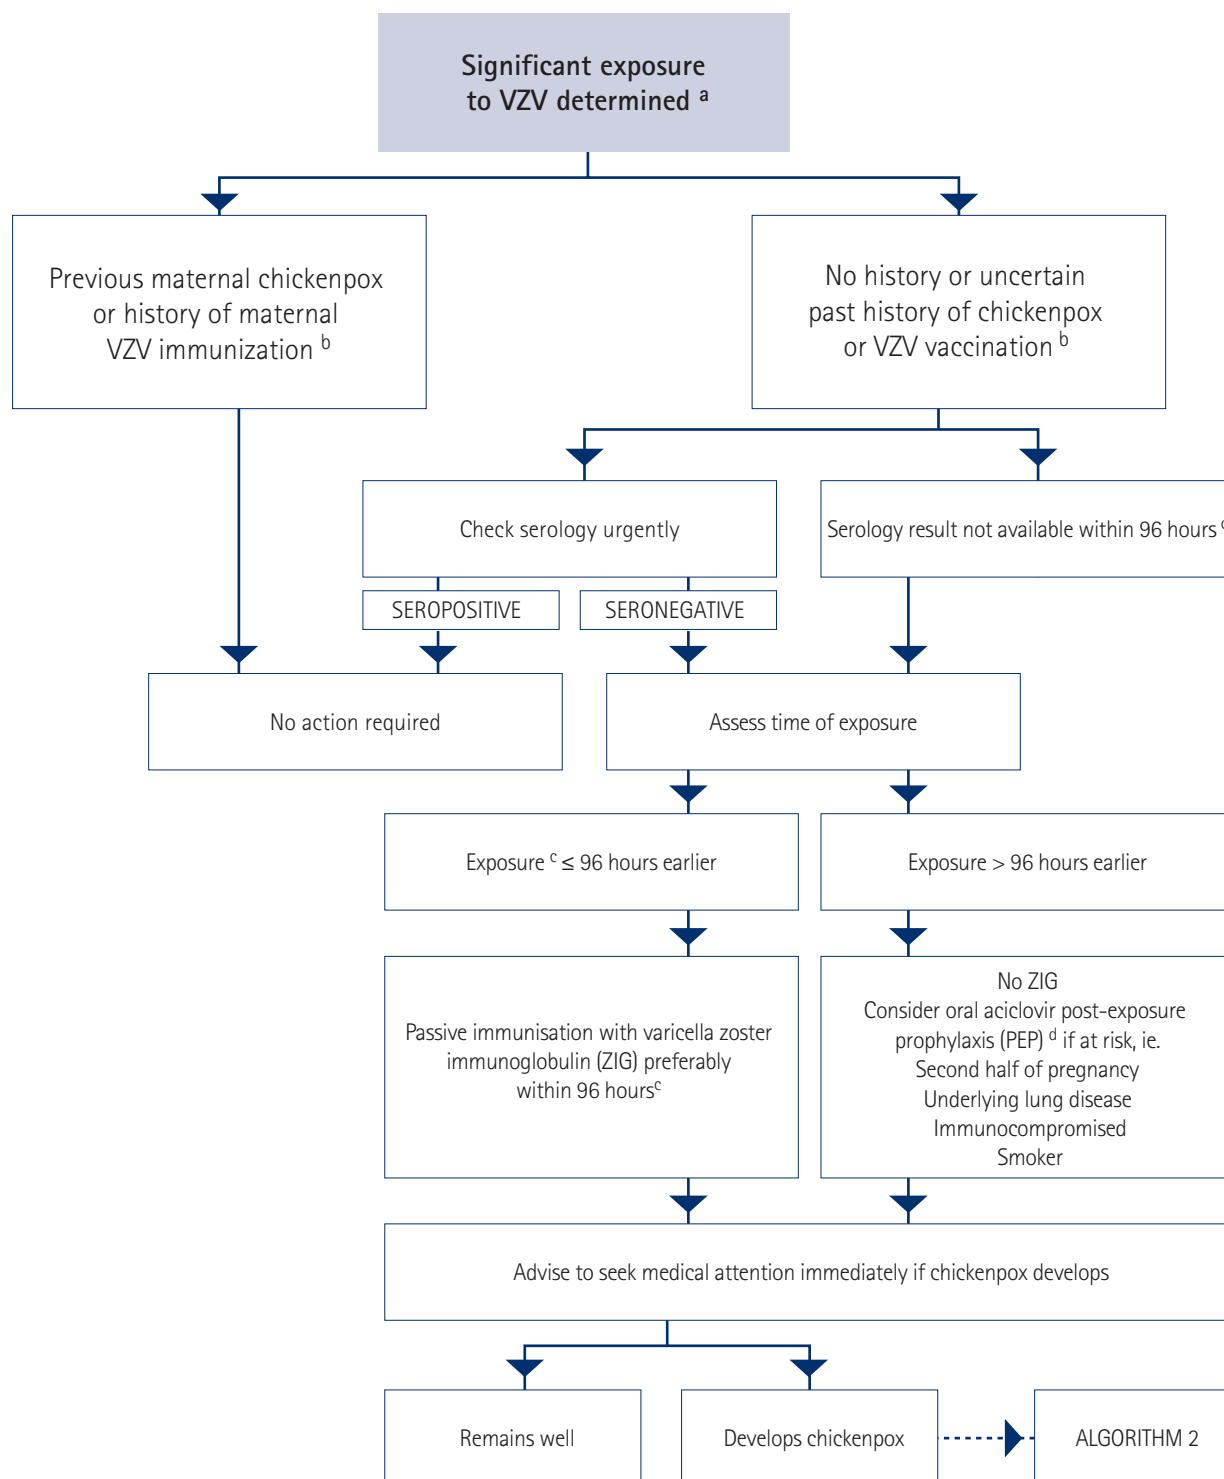 Significant exposure
to VZV determined a
Previous maternal chickenpox
or history of maternal
VZV immunization b
No history or uncertain
past history of chickenpox
or VZV vaccination b
Check serology urgently
Serology result not available within 96 hours c
SEROPOSITIVE
SERONEGATIVE
No action required
Assess time of exposure
Exposure c ≤ 96 hours earlier
Exposure > 96 hours earlier
Passive immunisation with varicella zoster
immunoglobulin (ZIG) preferably
within 96 hoursc
No ZIG
Consider oral aciclovir post-exposure
prophylaxis (PEP) d if at risk, ie.
Second half of pregnancy
Underlying lung disease
Immunocompromised
Smoker
Advise to seek medical attention immediately if chickenpox develops
Remains well
Develops chickenpox
ALGORITHM 2